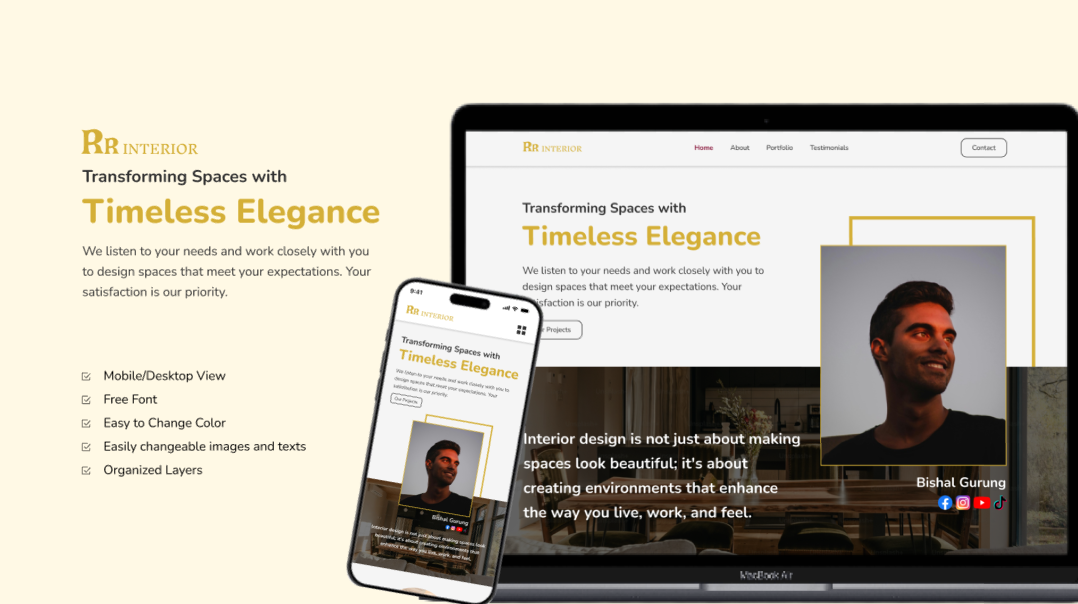 RR INTERIOR
Transforming Spaces with
Timeless Elegance
We listen to your needs and work closely with you
to design spaces that meet your expectations. Your
satisfaction is our priority.
Mobile/Desktop View
Free Font
Easy to Change Color
Easily changeable images and texts
Organized Layers
9:41
RR INTERIOR
Transforming Spaces with
Timeless Elegance
We listen to your needs and work closely with you to
design spaces that meet your expectations. Your
satisfaction is our priority.
Our Projects
Bishal Gurung
Interior design is not just about making spaces look
beautiful; it's about creating environments that
enhance the way you live, work, and feel.
RR INTERIOR
Home About Portfolio Testimonials
Contact
Transforming Spaces with
Timeless Elegance
We listen to your needs and work closely with you to
design spaces that meet your expectations. Your
satisfaction is our priority.
Projects
Interior design is not just about making
spaces look beautiful; it's about
creating environments that enhance
the way you live, work, and feel.
Bishal Gurung
MacBook Air